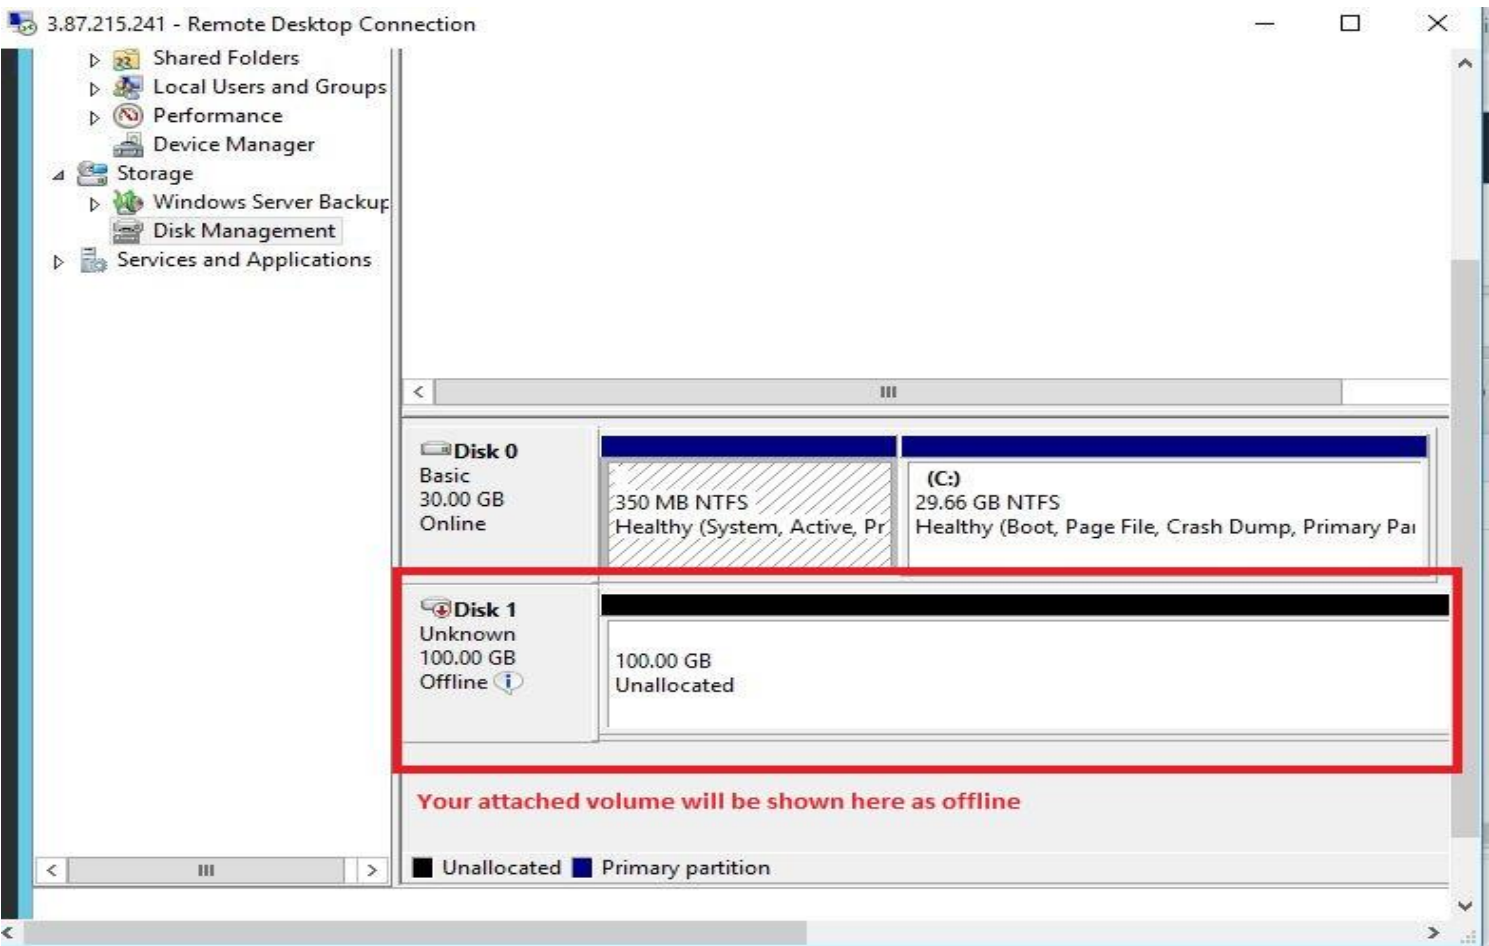 3.87.215.241 - Remote Desktop Connection
Shared Folders
Local Users and Groups
Performance
Device Manager
Storage
Windows Server Backup
Disk Management
Services and Applications
Disk 0
Basic
30.00 GB
Online
350 MB NTFS
Healthy (System, Active, Pr
(C:)
29.66 GB NTFS
Healthy (Boot, Page File, Crash Dump, Primary Par
Disk 1
Unknown
100.00 GB
Offline
100.00 GB
Unallocated
Your attached volume will be shown here as offline
Unallocated Primary partition